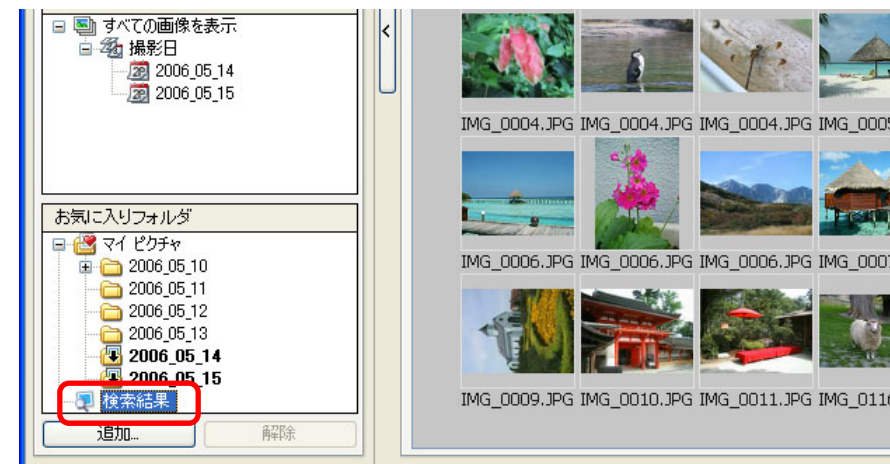 すべての画像を表示
撮影日
2006_05_14
2006_05_15
お気に入りフォルダ
マイ ピクチャ
2006_05_10
2006_05_11
2006_05_12
2006_05_13
2006_05_14
2006_05_15
検索結果
追加...
解除
<
IMG_0004.JPG IMG_0004.JPG IMG_0004.JPG IMG_0005
IMG_0006.JPG IMG_0006.JPG IMG_0006.JPG IMG_0007
IMG_0009.JPG IMG_0010.JPG IMG_0011.JPG IMG_0116